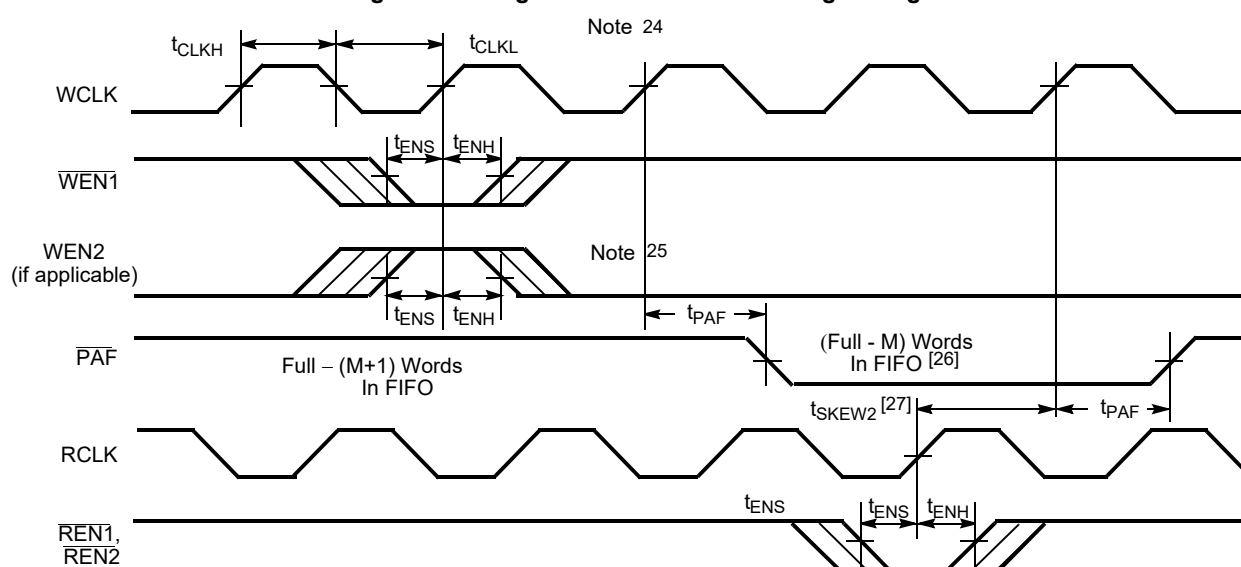 Note 24
tCLKH
tCLKL
WCLK
tENS
tENH
WEN1
WEN2
(if applicable)
Note 25
tENS
tENH
tPAF
PAF
Full – (M+1) Words
In FIFO
(Full - M) Words
In FIFO [26]
tSKEW2 [27]
tPAF
RCLK
tENS
tENS
tENH
REN1,
REN2